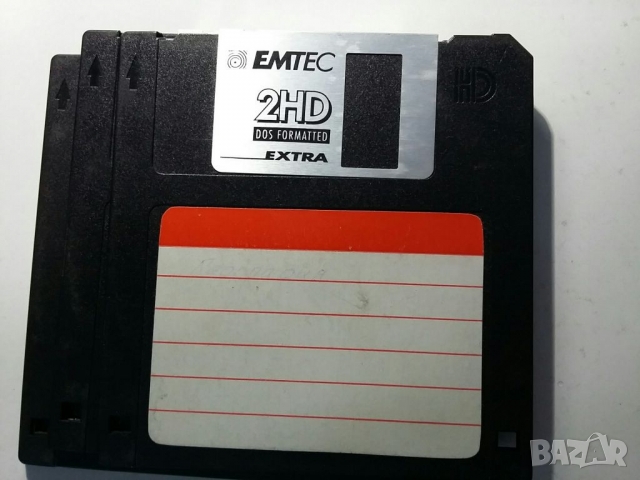 EMTEC
2HD
DOS FORMATTED
EXTRA
HD
BAZAR